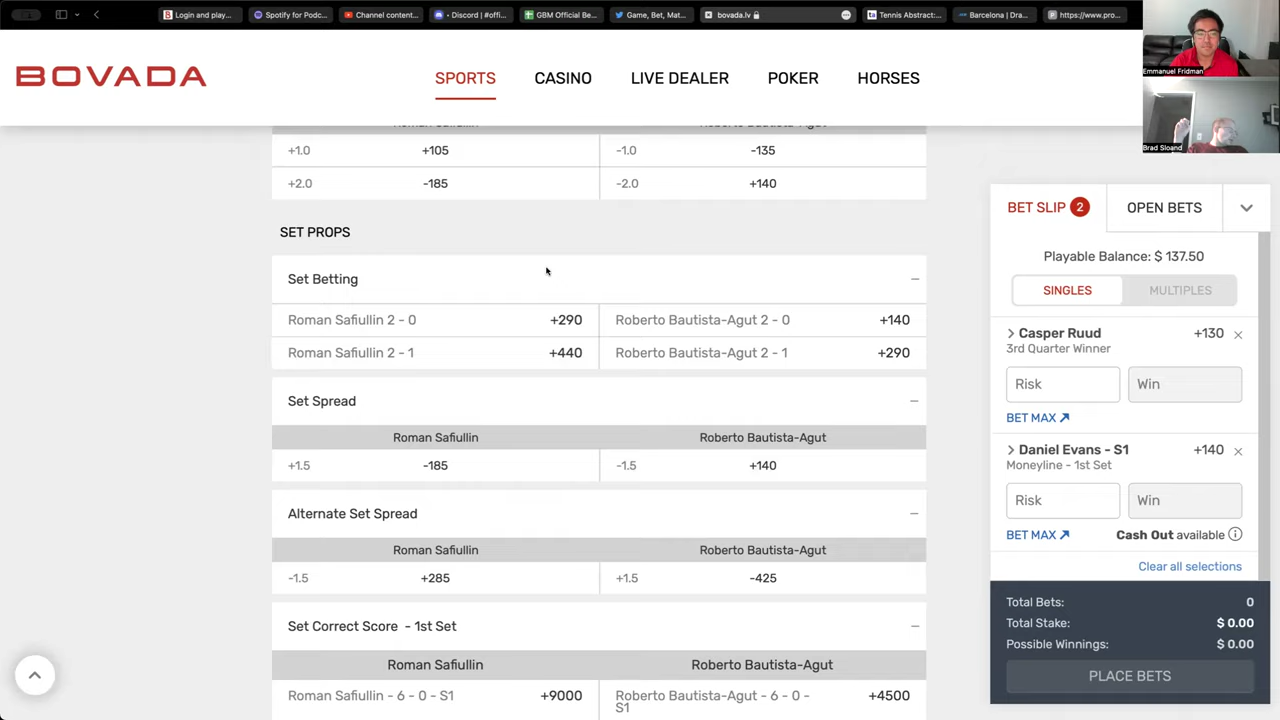 Login and play...
Spotify for Podc...
Channel content...
Discord | #offi...
GBM Official Be...
Game, Bet, Mat...
bovada.lv
Tennis Abstract:...
Barcelona | Dra...
https://www.pro...
Emmanuel Fridman
Brad Sloand
BOVADA
SPORTS
CASINO
LIVE DEALER
POKER
HORSES
Roman Safiullin
Roberto Bautista-Agut
+1.0 +105 -1.0 -135
+2.0 -185 -2.0 +140
SET PROPS
Set Betting
Roman Safiullin 2 - 0 +290 Roberto Bautista-Agut 2 - 0 +140
Roman Safiullin 2 - 1 +440 Roberto Bautista-Agut 2 - 1 +290
Set Spread
Roman Safiullin Roberto Bautista-Agut
+1.5 -185 -1.5 +140
Alternate Set Spread
Roman Safiullin Roberto Bautista-Agut
-1.5 +285 +1.5 -425
Set Correct Score - 1st Set
Roman Safiullin Roberto Bautista-Agut
Roman Safiullin - 6 - 0 - S1 +9000 Roberto Bautista-Agut - 6 - 0 - +4500
S1
BET SLIP 2
OPEN BETS
Playable Balance: $ 137.50
SINGLES
MULTIPLES
Casper Ruud +130
3rd Quarter Winner
Risk Win
BET MAX
Daniel Evans - S1 +140
Moneyline - 1st Set
Risk Win
BET MAX Cash Out available
Clear all selections
Total Bets: 0
Total Stake: $ 0.00
Possible Winnings: $ 0.00
PLACE BETS